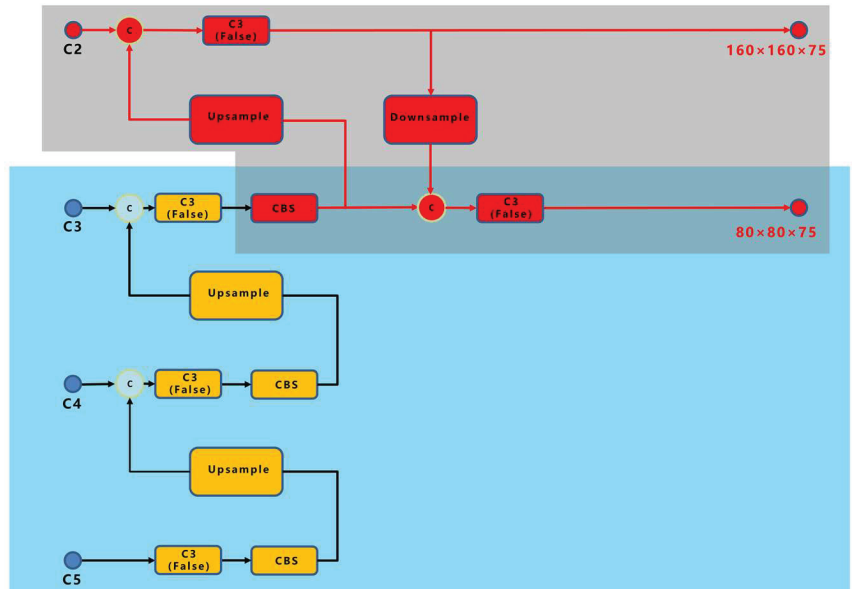 C2
C
C3
(False)
160×160×75
Upsample
Downsample
C3
C
C3
(False)
CBS
C
C3
(False)
80×80×75
Upsample
C4
C
C3
(False)
CBS
Upsample
C5
C3
(False)
CBS